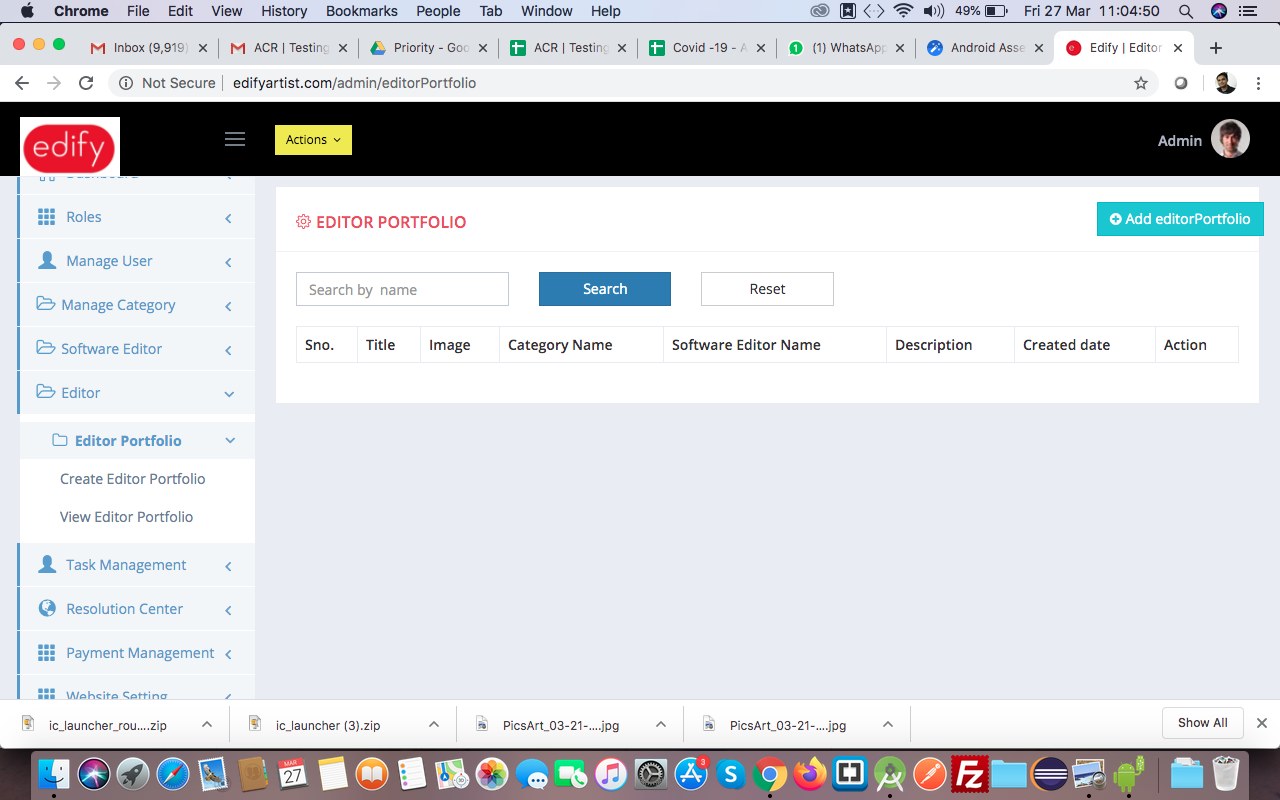 Chrome File Edit View History Bookmarks People Tab Window Help 49% Fri 27 Mar 11:04:50
Inbox (9,919) ACR | Testing Priority - Goo ACR | Testing Covid -19 - A (1) WhatsApp Android Asse Edify | Editor
Not Secure edifyartist.com/admin/editorPortfolio
edify Actions Admin
Roles
Manage User
Manage Category
Software Editor
Editor
Editor Portfolio
Create Editor Portfolio
View Editor Portfolio
Task Management
Resolution Center
Payment Management
Website Setting
EDITOR PORTFOLIO Add editorPortfolio
Search by name Search Reset
Sno. Title Image Category Name Software Editor Name Description Created date Action
ic_launcher_rou....zip ic_launcher (3).zip PicsArt_03-21-....jpg PicsArt_03-21-....jpg Show All
MAR
27
3